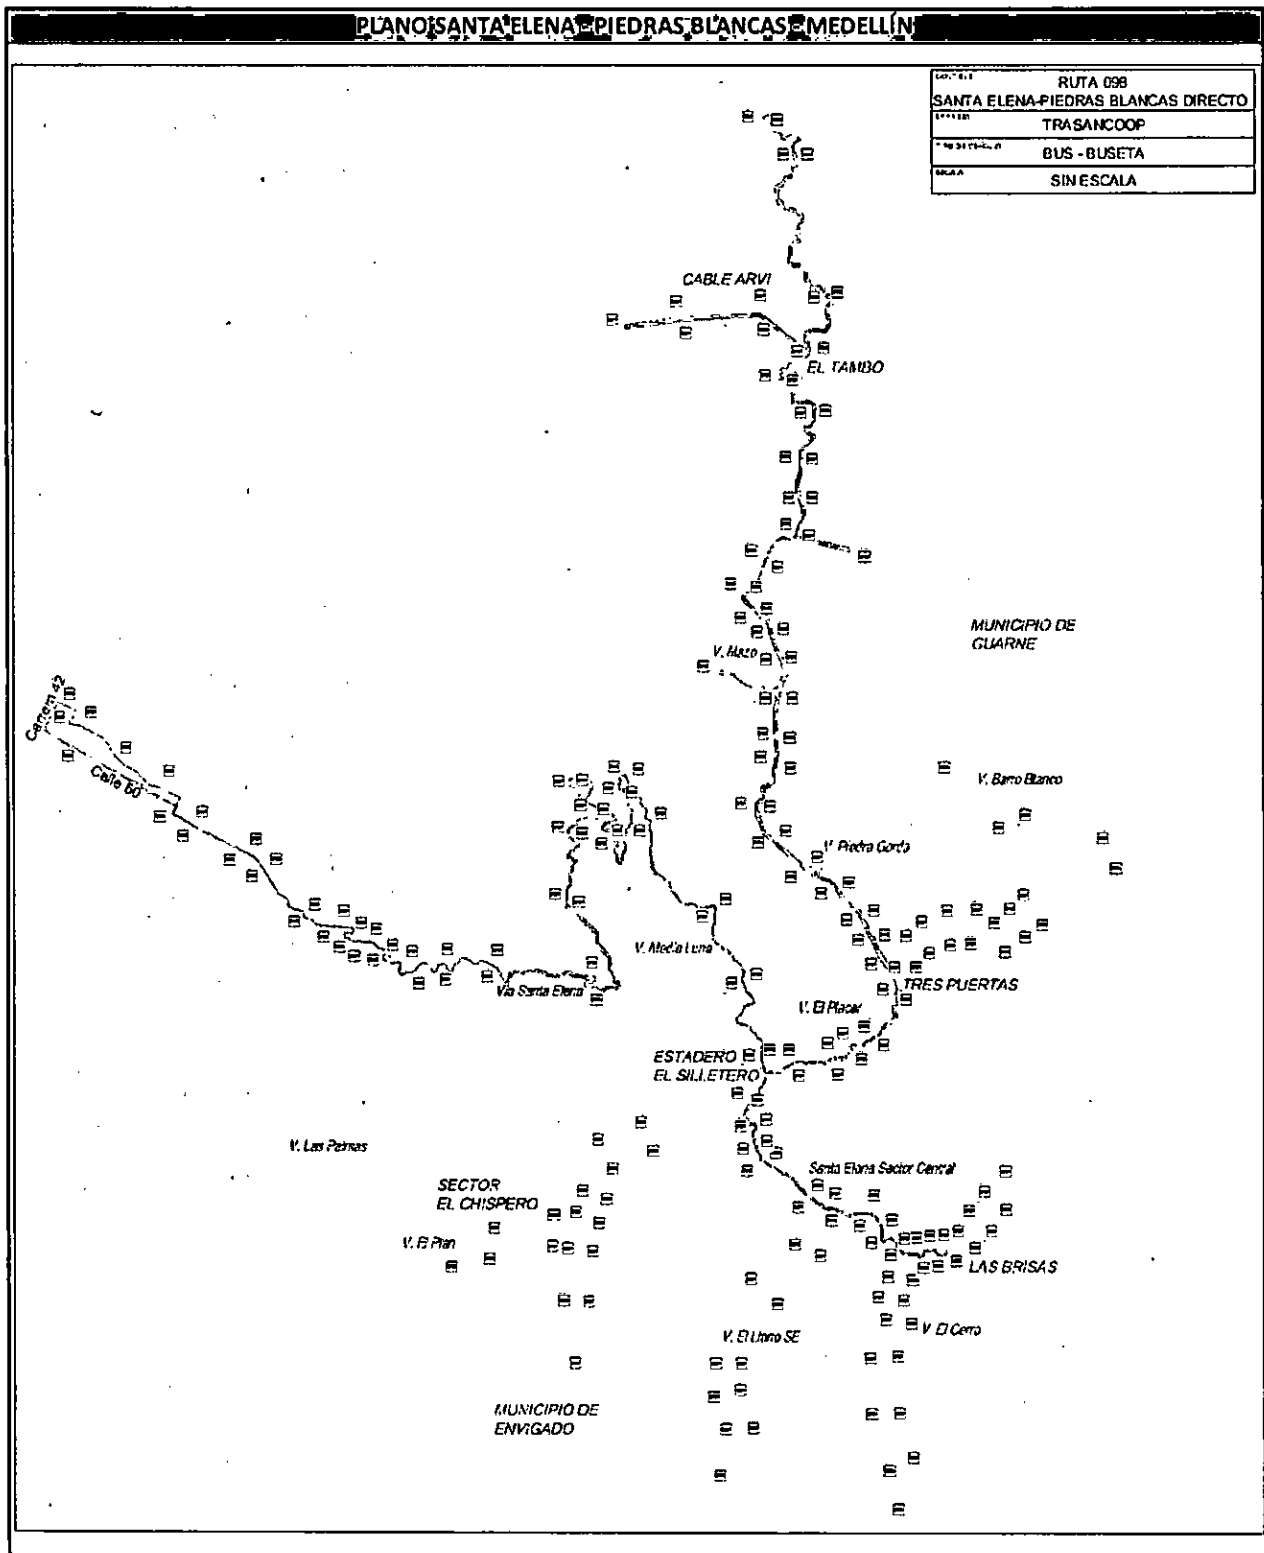 PLANO SANTA ELENA - PIEDRAS BLANCAS - MEDELLÍN
RUTA 098
SANTA ELENA-PIEDRAS BLANCAS DIRECTO
TRASANCOOP
BUS - BUSETA
SIN ESCALA
CABLE ARVI
EL TAMBO
MUNICIPIO DE
GUARNE
V. Mazo
Carrera 42
Calle 50
V. Barro Blanco
V. Piedra Gorda
V. Media Luna
Vía Santa Elena
TRES PUERTAS
V. El Placer
ESTADERO
EL SILLETERO
V. Las Palmas
Santa Elena Sector Central
SECTOR
EL CHISPERO
V. El Plan
LAS BRISAS
V. El Llano SE
V. El Cerro
MUNICIPIO DE
ENVIGADO